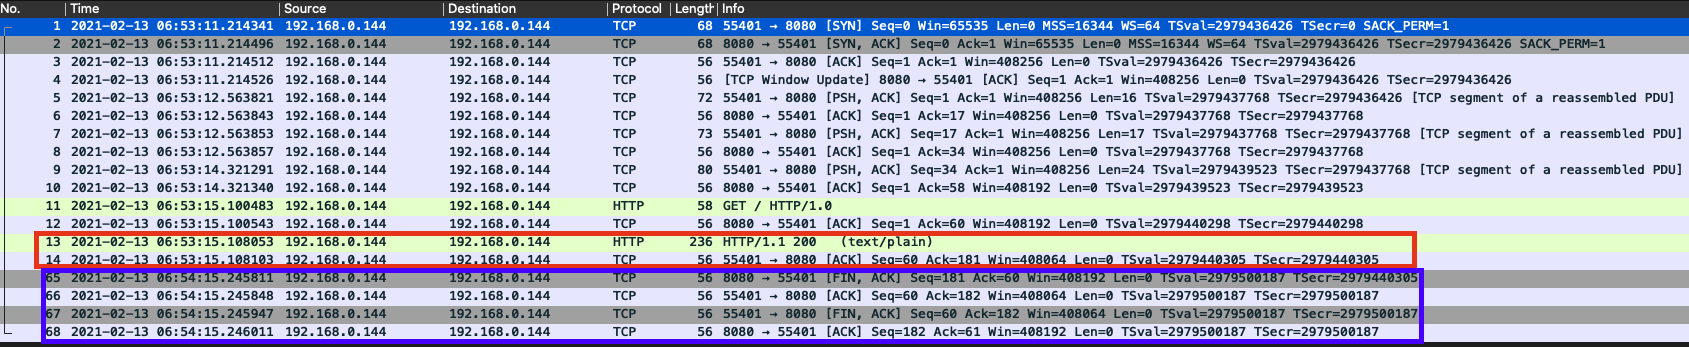 No. Time Source Destination Protocol Length Info
1 2021-02-13 06:53:11.214341 192.168.0.144 192.168.0.144 TCP 68 55401 → 8080 [SYN] Seq=0 Win=65535 Len=0 MSS=16344 WS=64 TSval=2979436426 TSecr=0 SACK_PERM=1
2 2021-02-13 06:53:11.214496 192.168.0.144 192.168.0.144 TCP 68 8080 → 55401 [SYN, ACK] Seq=0 Ack=1 Win=65535 Len=0 MSS=16344 WS=64 TSval=2979436426 TSecr=2979436426 SACK_PERM=1
3 2021-02-13 06:53:11.214512 192.168.0.144 192.168.0.144 TCP 56 55401 → 8080 [ACK] Seq=1 Ack=1 Win=408256 Len=0 TSval=2979436426 TSecr=2979436426
4 2021-02-13 06:53:11.214526 192.168.0.144 192.168.0.144 TCP 56 [TCP Window Update] 8080 → 55401 [ACK] Seq=1 Ack=1 Win=408256 Len=0 TSval=2979436426 TSecr=2979436426
5 2021-02-13 06:53:12.563821 192.168.0.144 192.168.0.144 TCP 72 55401 → 8080 [PSH, ACK] Seq=1 Ack=1 Win=408256 Len=16 TSval=2979437768 TSecr=2979436426 [TCP segment of a reassembled PDU]
6 2021-02-13 06:53:12.563843 192.168.0.144 192.168.0.144 TCP 56 8080 → 55401 [ACK] Seq=1 Ack=17 Win=408256 Len=0 TSval=2979437768 TSecr=2979437768
7 2021-02-13 06:53:12.563853 192.168.0.144 192.168.0.144 TCP 73 55401 → 8080 [PSH, ACK] Seq=17 Ack=1 Win=408256 Len=17 TSval=2979437768 TSecr=2979437768 [TCP segment of a reassembled PDU]
8 2021-02-13 06:53:12.563857 192.168.0.144 192.168.0.144 TCP 56 8080 → 55401 [ACK] Seq=1 Ack=34 Win=408256 Len=0 TSval=2979437768 TSecr=2979437768
9 2021-02-13 06:53:14.321291 192.168.0.144 192.168.0.144 TCP 80 55401 → 8080 [PSH, ACK] Seq=34 Ack=1 Win=408256 Len=24 TSval=2979439523 TSecr=2979437768 [TCP segment of a reassembled PDU]
10 2021-02-13 06:53:14.321340 192.168.0.144 192.168.0.144 TCP 56 8080 → 55401 [ACK] Seq=1 Ack=58 Win=408192 Len=0 TSval=2979439523 TSecr=2979439523
11 2021-02-13 06:53:15.100483 192.168.0.144 192.168.0.144 HTTP 58 GET / HTTP/1.0
12 2021-02-13 06:53:15.100543 192.168.0.144 192.168.0.144 TCP 56 8080 → 55401 [ACK] Seq=1 Ack=60 Win=408192 Len=0 TSval=2979440298 TSecr=2979440298
13 2021-02-13 06:53:15.108053 192.168.0.144 192.168.0.144 HTTP 236 HTTP/1.1 200 (text/plain)
14 2021-02-13 06:53:15.108103 192.168.0.144 192.168.0.144 TCP 56 55401 → 8080 [ACK] Seq=60 Ack=181 Win=408064 Len=0 TSval=2979440305 TSecr=2979440305
65 2021-02-13 06:54:15.245811 192.168.0.144 192.168.0.144 TCP 56 8080 → 55401 [FIN, ACK] Seq=181 Ack=60 Win=408192 Len=0 TSval=2979500187 TSecr=2979440305
66 2021-02-13 06:54:15.245848 192.168.0.144 192.168.0.144 TCP 56 55401 → 8080 [ACK] Seq=60 Ack=182 Win=408064 Len=0 TSval=2979500187 TSecr=2979500187
67 2021-02-13 06:54:15.245947 192.168.0.144 192.168.0.144 TCP 56 55401 → 8080 [FIN, ACK] Seq=60 Ack=182 Win=408064 Len=0 TSval=2979500187 TSecr=2979500187
68 2021-02-13 06:54:15.246011 192.168.0.144 192.168.0.144 TCP 56 8080 → 55401 [ACK] Seq=182 Ack=61 Win=408192 Len=0 TSval=2979500187 TSecr=2979500187